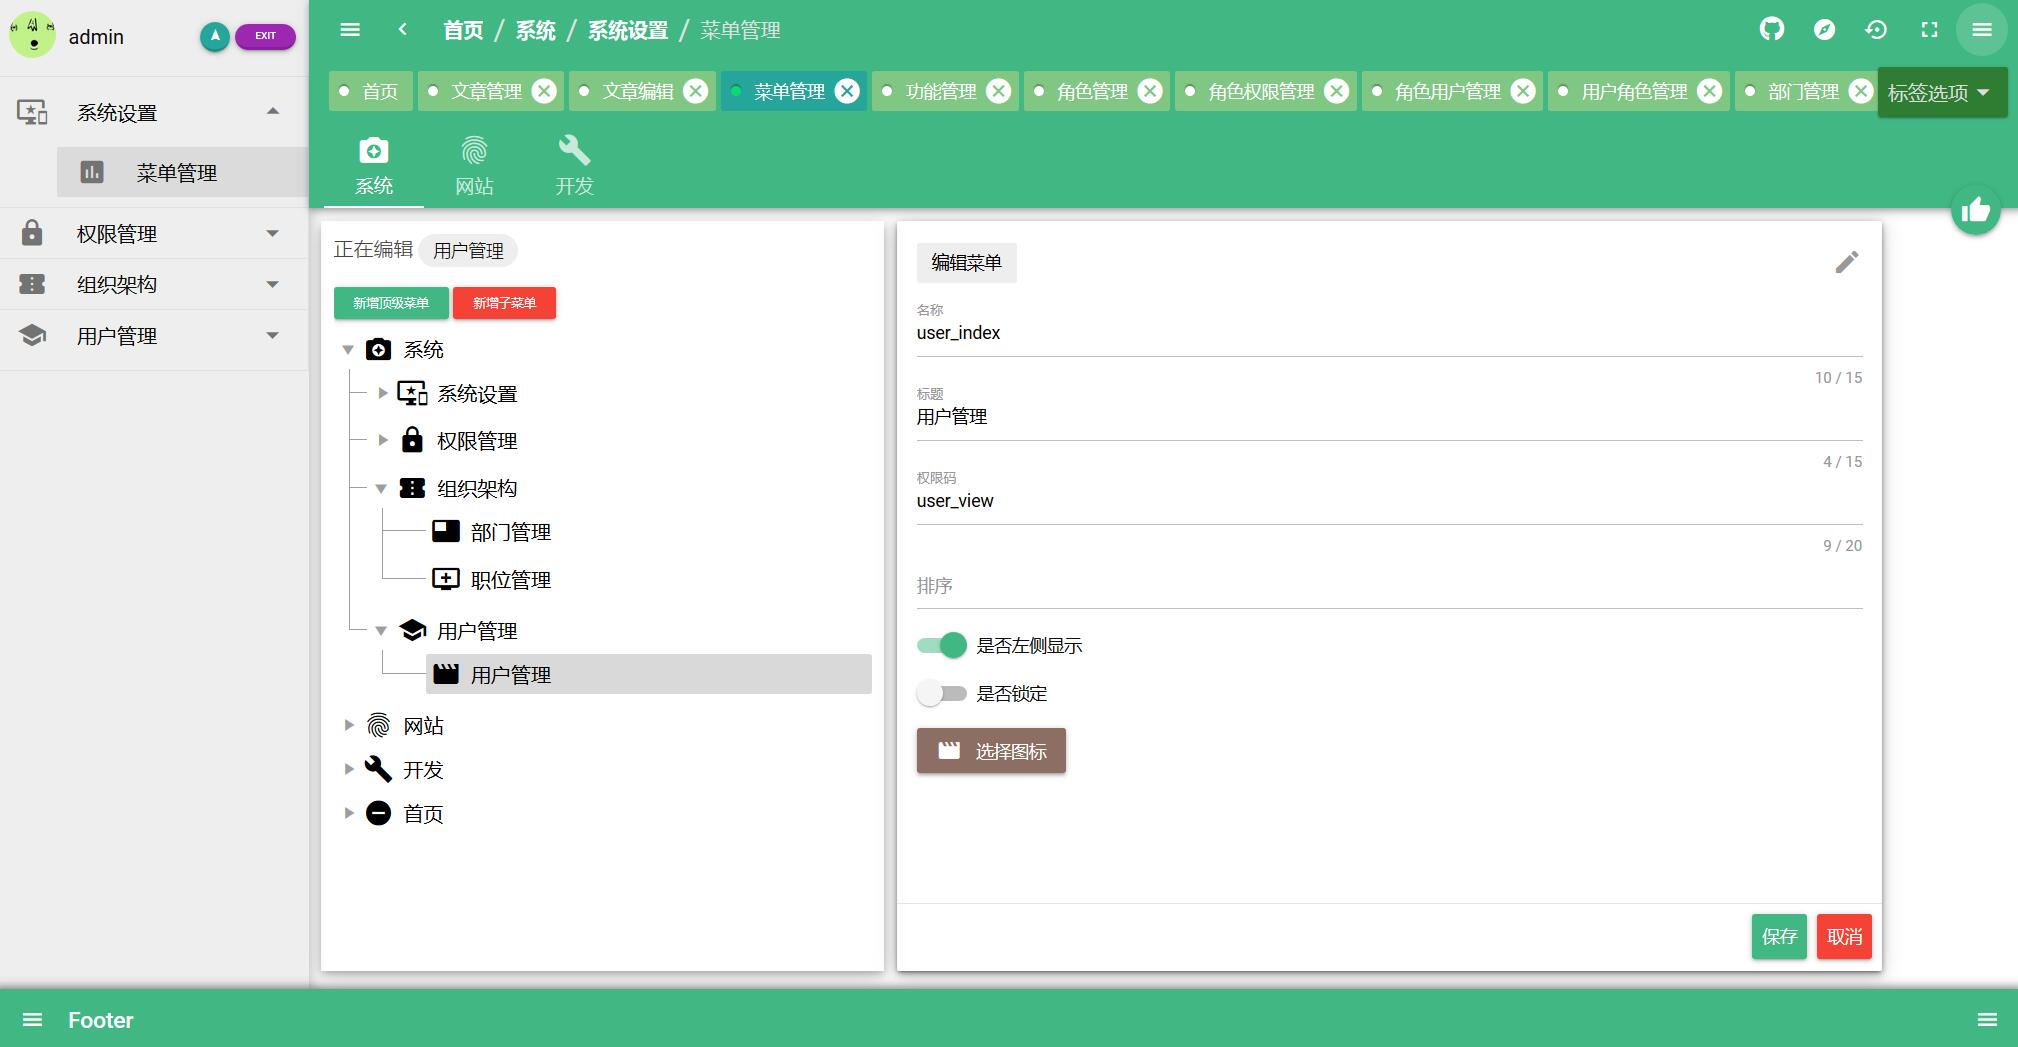 admin
EXIT
首页 / 系统 / 系统设置 / 菜单管理
首页
文章管理
文章编辑
菜单管理
功能管理
角色管理
角色权限管理
角色用户管理
用户角色管理
部门管理
标签选项
系统
网站
开发
系统设置
菜单管理
权限管理
组织架构
用户管理
正在编辑 用户管理
新增顶级菜单 新增子菜单
系统
系统设置
权限管理
组织架构
部门管理
职位管理
用户管理
用户管理
网站
开发
首页
编辑菜单
名称
user_index
10 / 15
标题
用户管理
4 / 15
权限码
user_view
9 / 20
排序
是否左侧显示
是否锁定
选择图标
保存 取消
Footer